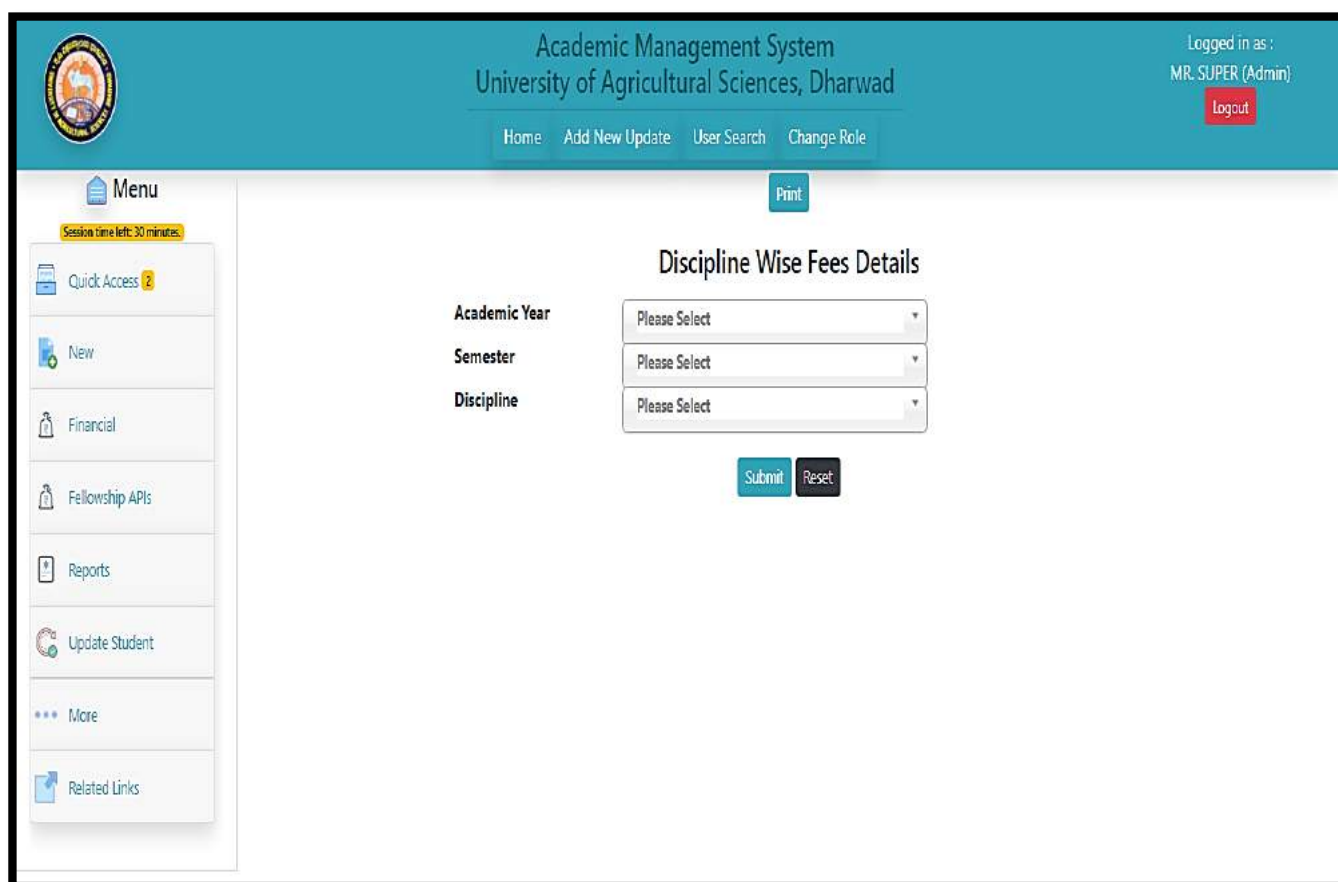 Academic Management System
University of Agricultural Sciences, Dharwad
Logged in as :
MR. SUPER (Admin)
Logout
Home Add New Update User Search Change Role
Menu
Session time left: 30 minutes.
Quick Access 2
New
Financial
Fellowship APIs
Reports
Update Student
More
Related Links
Print
Discipline Wise Fees Details
Academic Year Please Select
Semester Please Select
Discipline Please Select
Submit Reset